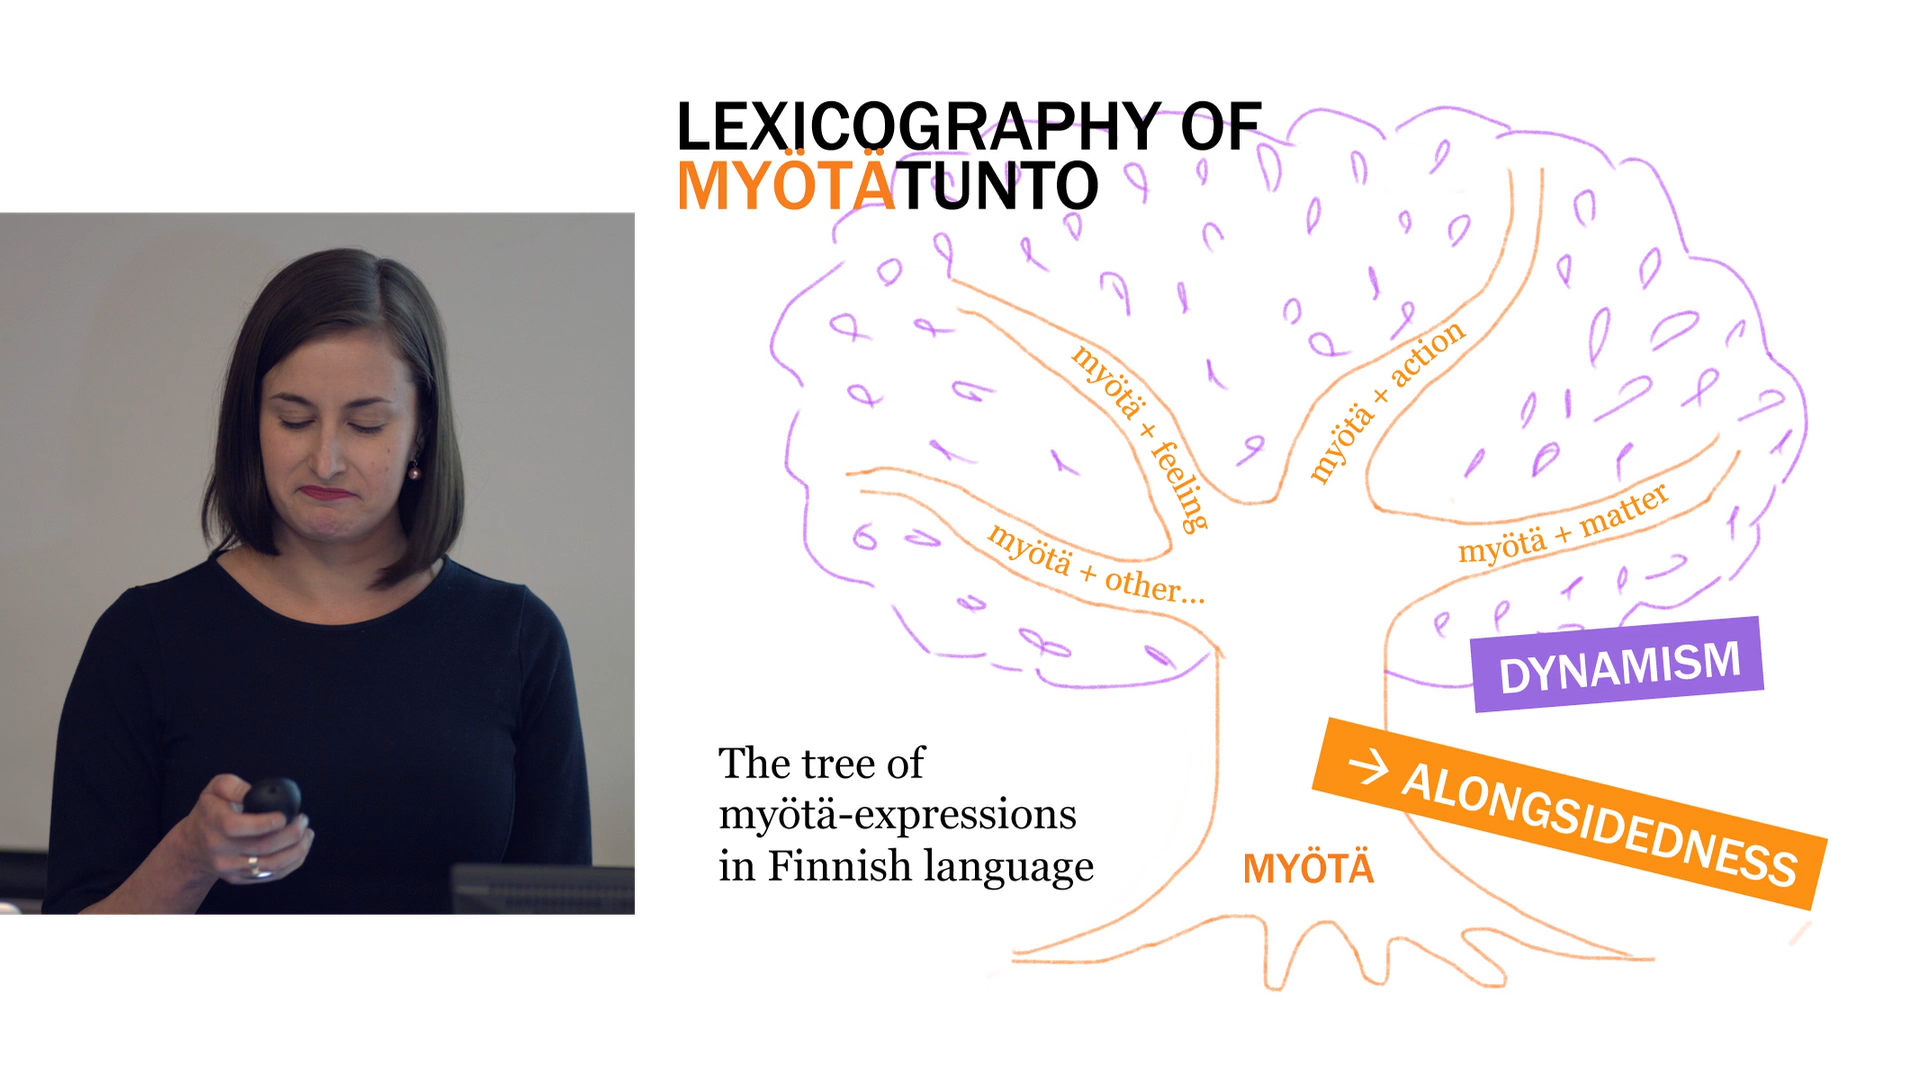 LEXICOGRAPHY OF
MYÖTÄTUNTO
myötä + feeling
myötä + action
myötä + other...
myötä + matter
DYNAMISM
→ ALONGSIDEDNESS
The tree of
myötä-expressions
in Finnish language
MYÖTÄ